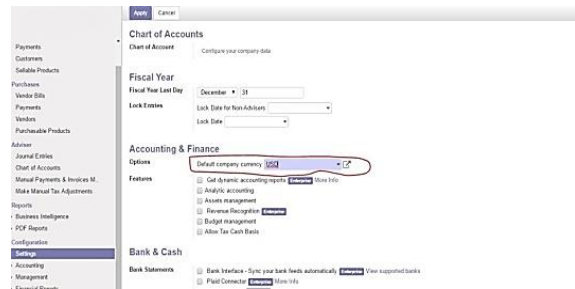 Apply Cancel
Payments
Customers
Sellable Products
Purchases
Vendor Bills
Payments
Vendors
Purchasable Products
Adviser
Journal Entries
Chart of Accounts
Manual Payments & Invoices M..
Make Manual Tax Adjustments
Reports
Business Intelligence
PDF Reports
Configuration
Settings
Accounting
Management
Financial Reports
Chart of Accounts
Chart of Account Configure your company data
Fiscal Year
Fiscal Year Last Day December 31
Lock Entries Lock Date for Non-Advisers
Lock Date
Accounting & Finance
Options Default company currency USD
Features Get dynamic accounting reports Enterprise More Info
Analytic accounting
Assets management
Revenue Recognition Enterprise
Budget management
Allow Tax Cash Basis
Bank & Cash
Bank Statements Bank Interface - Sync your bank feeds automatically Enterprise View supported banks
Plaid Connector Enterprise More Info